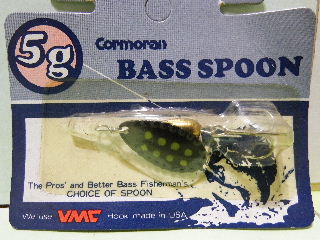 5g
Cormoran
BASS SPOON
The Pros' and Better Bass Fisherman's
CHOICE OF SPOON
We use VMC Hook made in USA